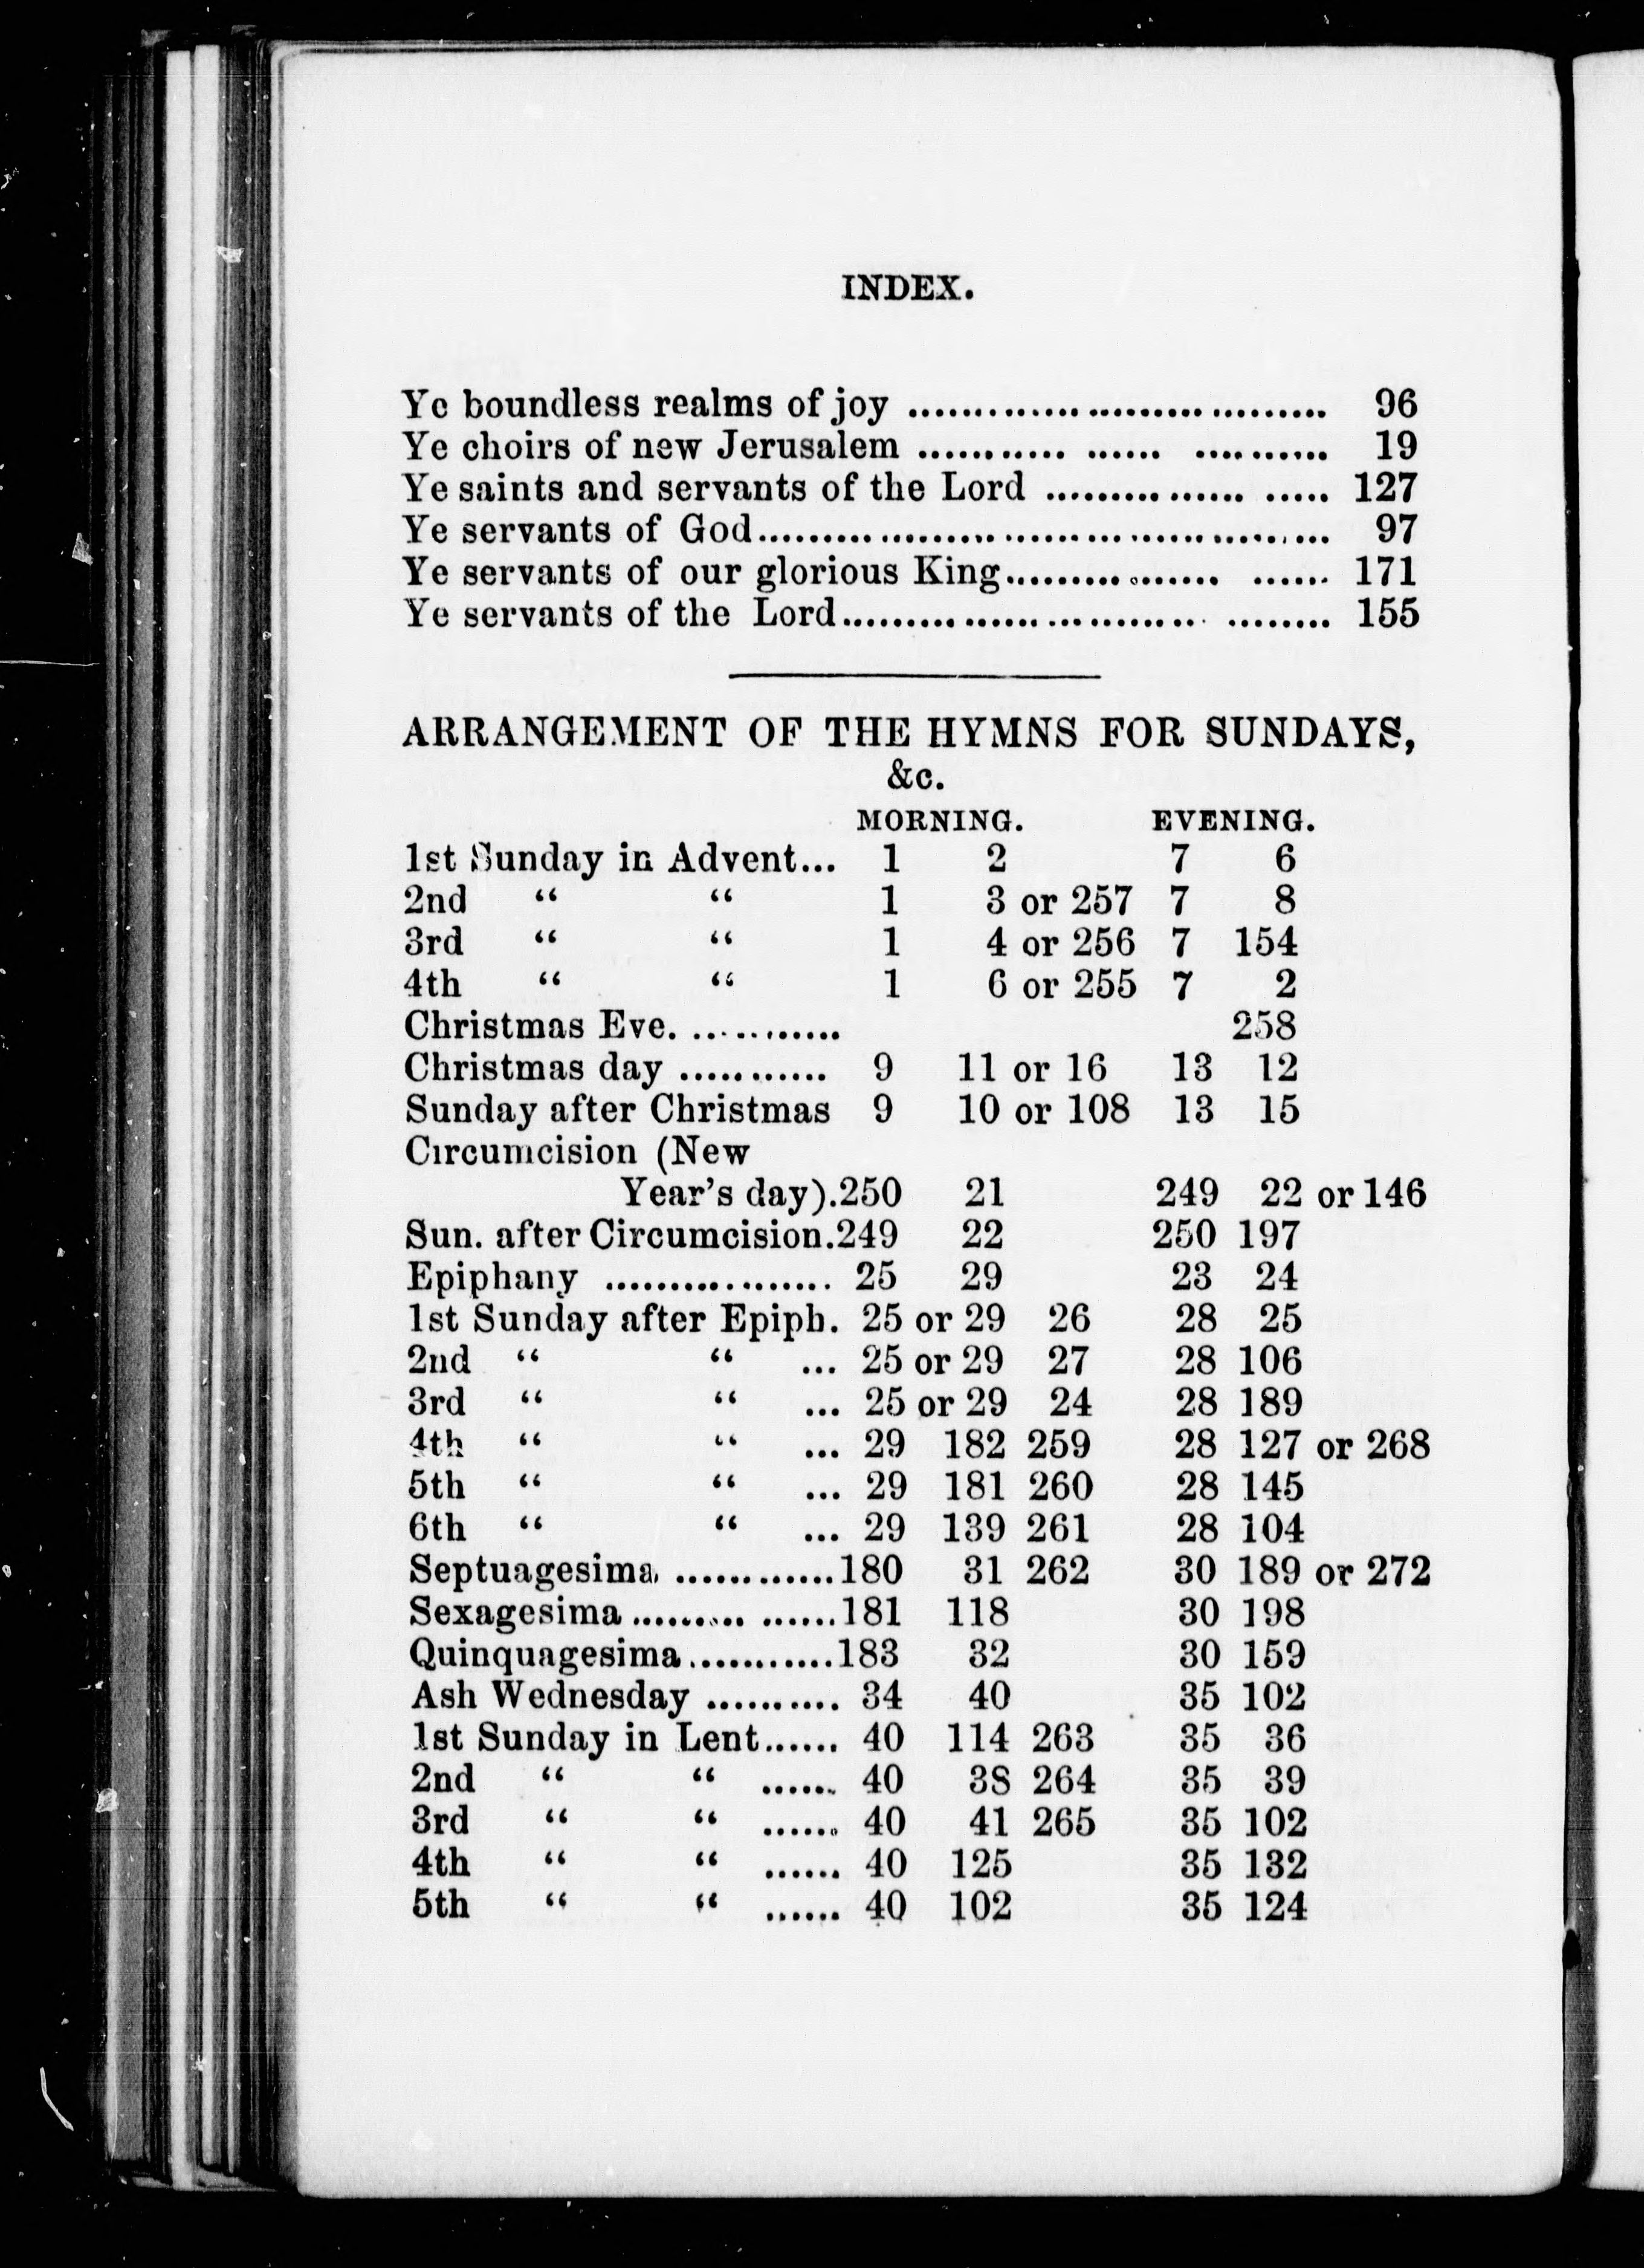 INDEX.
Ye boundless realms of joy ................................ 96
Ye choirs of new Jerusalem ........... ...... .......... 19
Ye saints and servants of the Lord ............... ..... 127
Ye servants of God............................................ 97
Ye servants of our glorious King................ ...... 171
Ye servants of the Lord............................ ........ 155
ARRANGEMENT OF THE HYMNS FOR SUNDAYS,
&c.
MORNING. EVENING.
1st Sunday in Advent... 1 2 7 6
2nd “ “ 1 3 or 257 7 8
3rd “ “ 1 4 or 256 7 154
4th “ “ 1 6 or 255 7 2
Christmas Eve. ............ 258
Christmas day ............ 9 11 or 16 13 12
Sunday after Christmas 9 10 or 108 13 15
Circumcision (New
Year's day).250 21 249 22 or 146
Sun. after Circumcision.249 22 250 197
Epiphany .................. 25 29 23 24
1st Sunday after Epiph. 25 or 29 26 28 25
2nd “ “ ... 25 or 29 27 28 106
3rd “ “ ... 25 or 29 24 28 189
4th “ “ ... 29 182 259 28 127 or 268
5th “ “ ... 29 181 260 28 145
6th “ “ ... 29 139 261 28 104
Septuagesima ............180 31 262 30 189 or 272
Sexagesima ......... ......181 118 30 198
Quinquagesima............183 32 30 159
Ash Wednesday .......... 34 40 35 102
1st Sunday in Lent...... 40 114 263 35 36
2nd “ “ ...... 40 38 264 35 39
3rd “ “ ...... 40 41 265 35 102
4th “ “ ...... 40 125 35 132
5th “ “ ...... 40 102 35 124